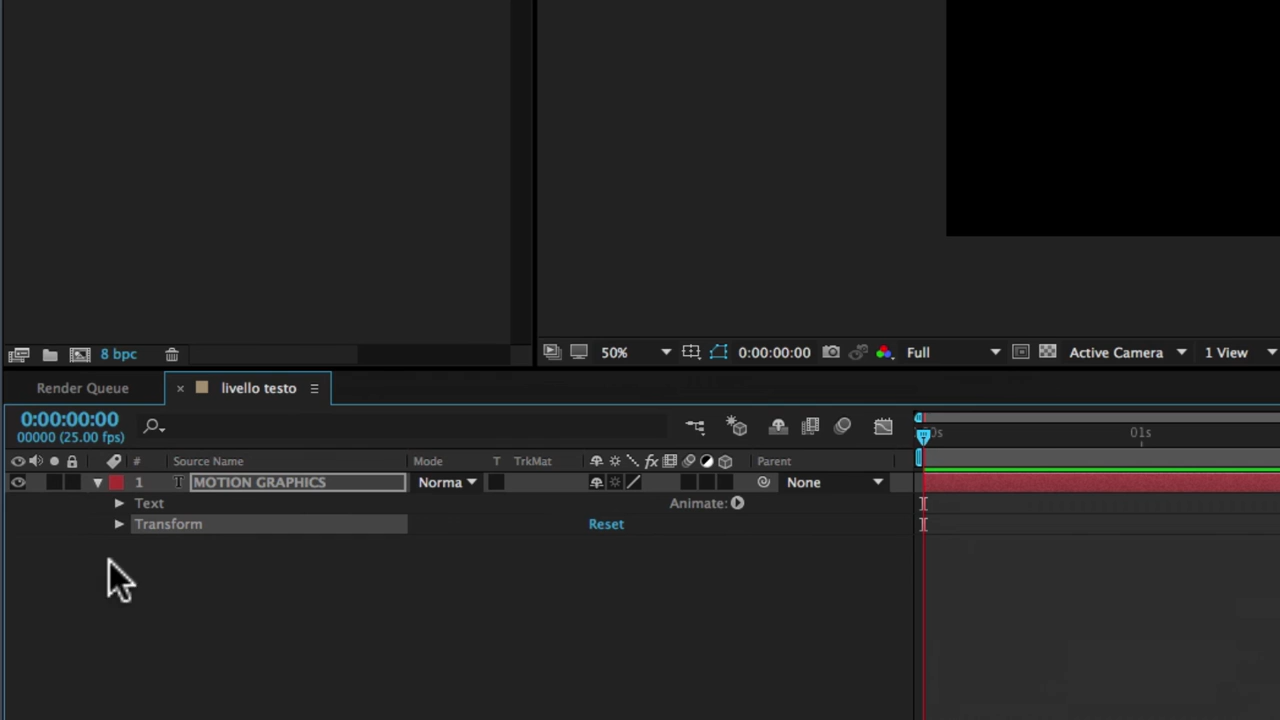 8 bpc
50%
0:00:00:00
Full
Active Camera
1 View
Render Queue
× livello testo
0:00:00:00
00000 (25.00 fps)
0s
01s
# Source Name Mode T TrkMat fx Parent
1 T MOTION GRAPHICS Norma None
Text Animate:
Transform Reset